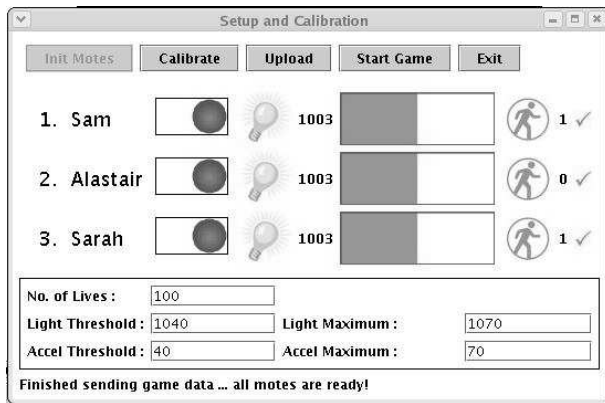 Setup and Calibration
Init Motes Calibrate Upload Start Game Exit
1. Sam 1003 1
2. Alastair 1003 0
3. Sarah 1003 1
No. of Lives : 100
Light Threshold : 1040 Light Maximum : 1070
Accel Threshold : 40 Accel Maximum : 70
Finished sending game data ... all motes are ready!